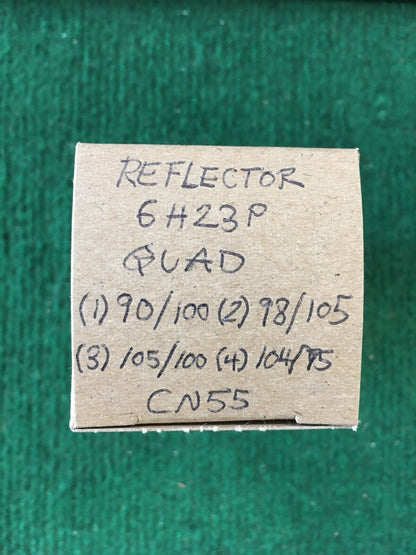 REFLECTOR
6H23P
QUAD
(1) 90/100 (2) 98/105
(3) 105/100 (4) 104/95
CN55